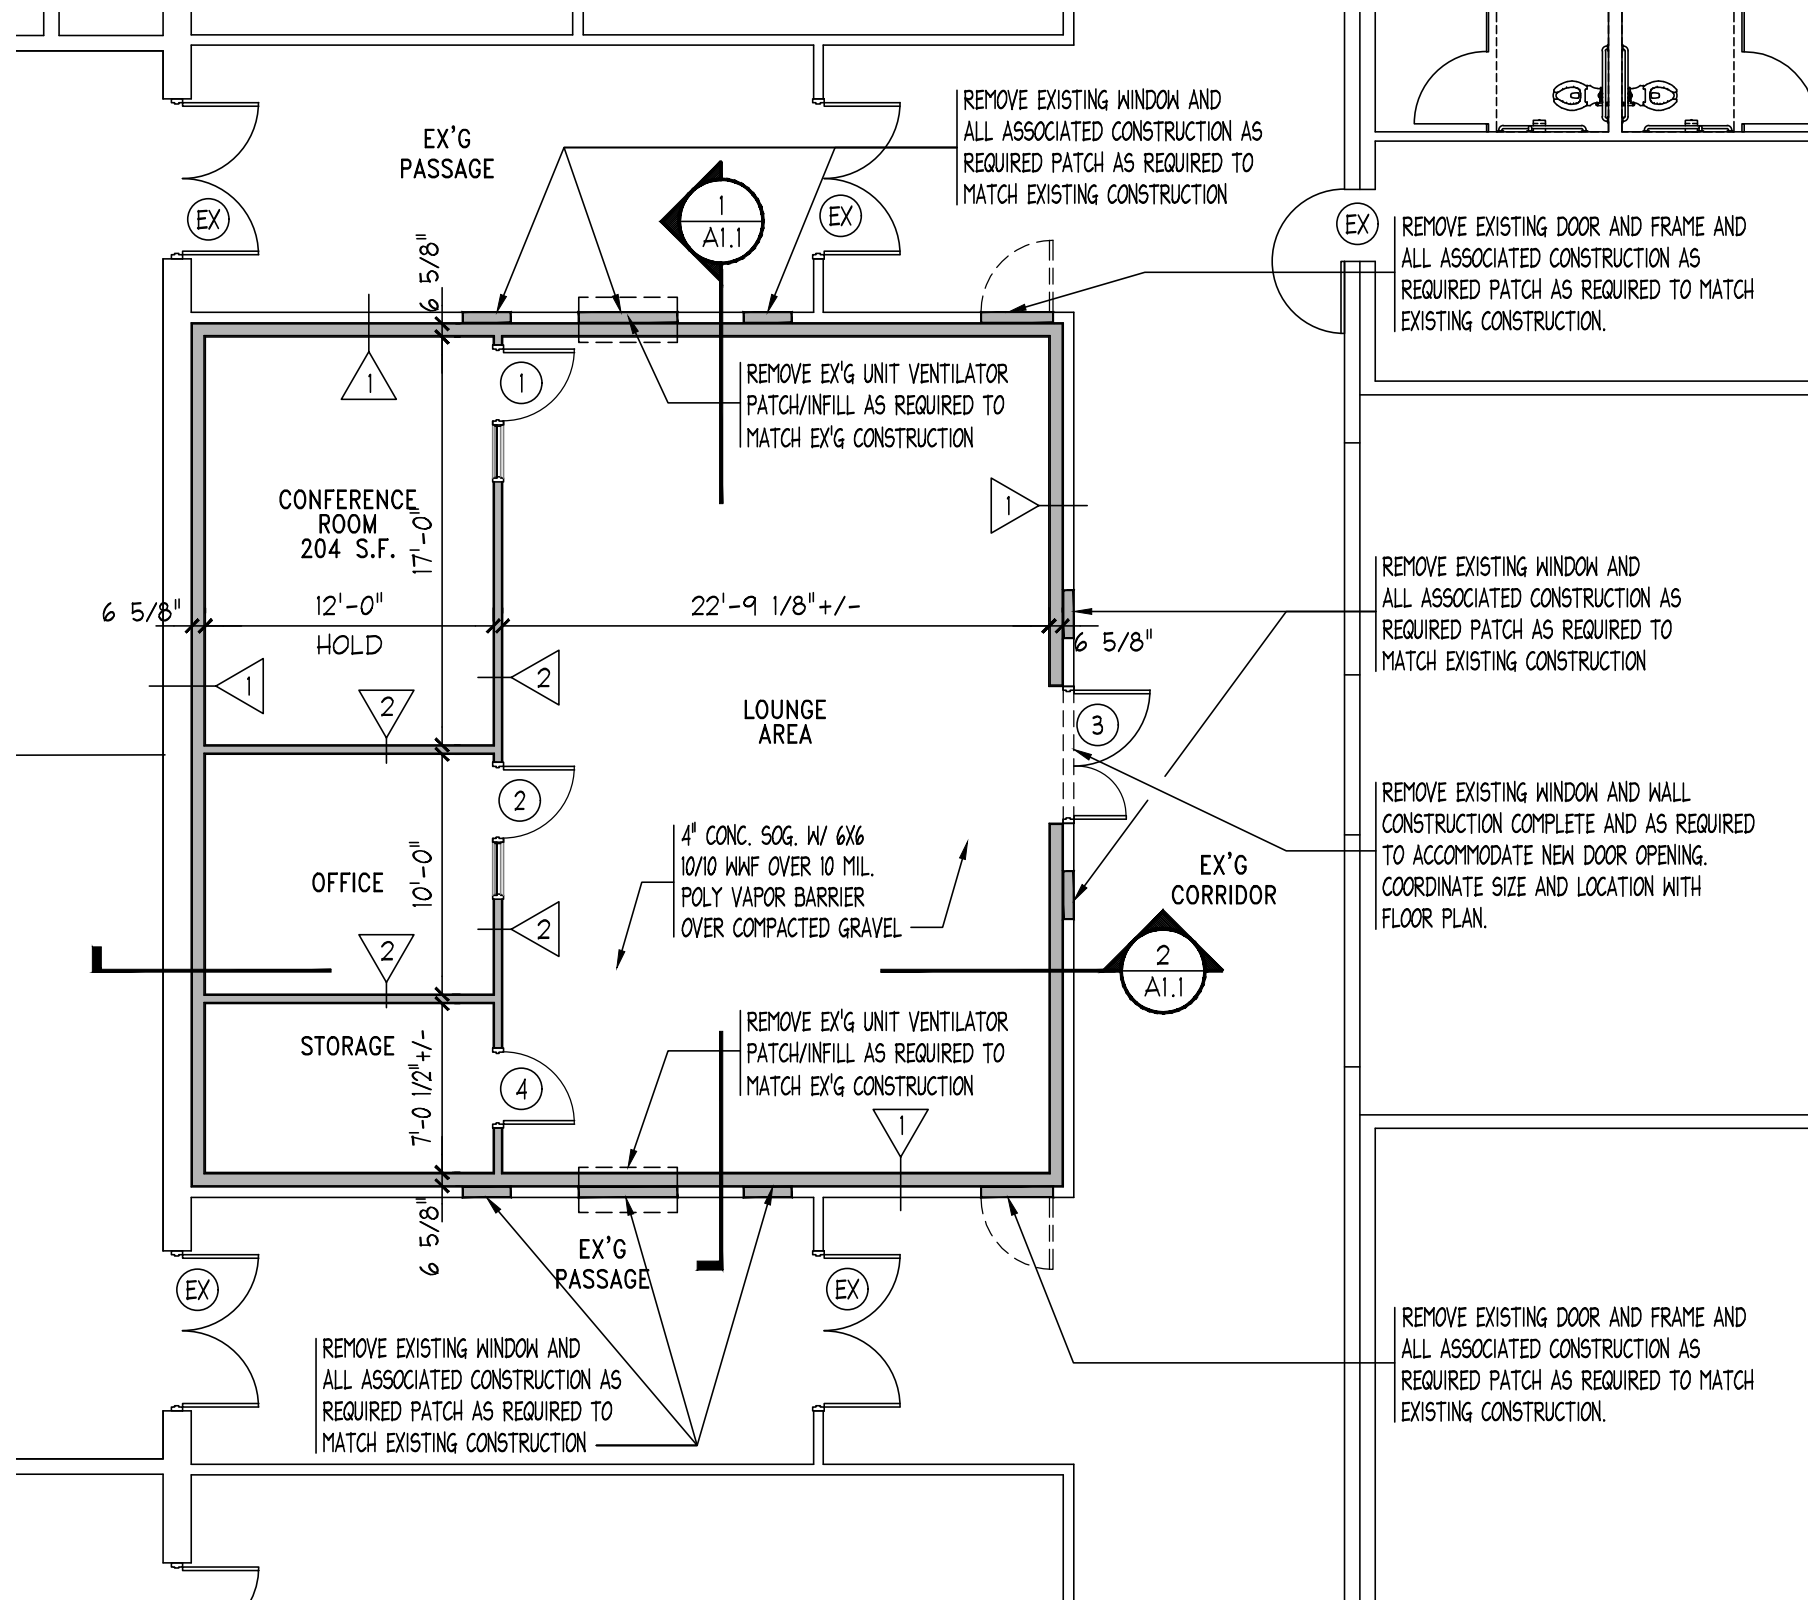 EX'G
PASSAGE
REMOVE EXISTING WINDOW AND
ALL ASSOCIATED CONSTRUCTION AS
REQUIRED PATCH AS REQUIRED TO
MATCH EXISTING CONSTRUCTION
1
A1.1
EX
EX
EX
REMOVE EXISTING DOOR AND FRAME AND
ALL ASSOCIATED CONSTRUCTION AS
REQUIRED PATCH AS REQUIRED TO MATCH
EXISTING CONSTRUCTION.
6 5/8"
1
1
REMOVE EX'G UNIT VENTILATOR
PATCH/INFILL AS REQUIRED TO
MATCH EX'G CONSTRUCTION
CONFERENCE
ROOM
204 S.F.
17'-0"
1
6 5/8"
12'-0"
HOLD
22'-9 1/8"+/-
6 5/8"
REMOVE EXISTING WINDOW AND
ALL ASSOCIATED CONSTRUCTION AS
REQUIRED PATCH AS REQUIRED TO
MATCH EXISTING CONSTRUCTION
1
2
2
LOUNGE
AREA
3
2
REMOVE EXISTING WINDOW AND WALL
CONSTRUCTION COMPLETE AND AS REQUIRED
TO ACCOMMODATE NEW DOOR OPENING.
COORDINATE SIZE AND LOCATION WITH
FLOOR PLAN.
4" CONC. SOG. W/ 6X6
10/10 WWF OVER 10 MIL.
POLY VAPOR BARRIER
OVER COMPACTED GRAVEL
EX'G
CORRIDOR
OFFICE
10'-0"
2
2
2
A1.1
STORAGE
7'-0 1/2"+/-
4
REMOVE EX'G UNIT VENTILATOR
PATCH/INFILL AS REQUIRED TO
MATCH EX'G CONSTRUCTION
1
6 5/8"
EX'G
PASSAGE
EX
EX
REMOVE EXISTING WINDOW AND
ALL ASSOCIATED CONSTRUCTION AS
REQUIRED PATCH AS REQUIRED TO
MATCH EXISTING CONSTRUCTION
REMOVE EXISTING DOOR AND FRAME AND
ALL ASSOCIATED CONSTRUCTION AS
REQUIRED PATCH AS REQUIRED TO MATCH
EXISTING CONSTRUCTION.